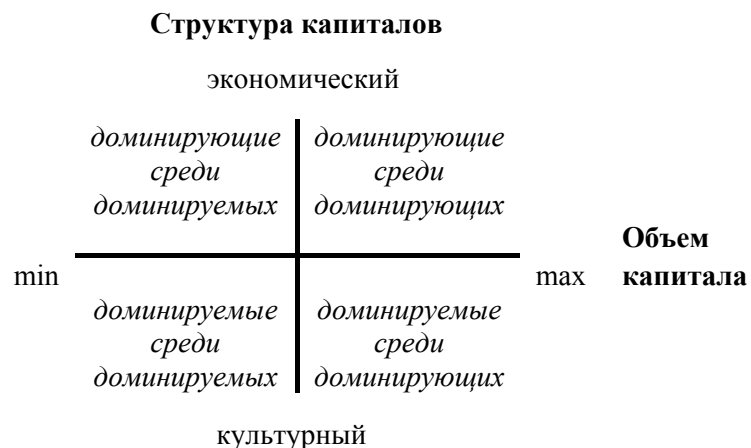 Структура капиталов
экономический
доминирующие
среди
доминируемых
доминирующие
среди
доминирующих
min
max
Объем
капитала
доминируемые
среди
доминируемых
доминируемые
среди
доминирующих
культурный